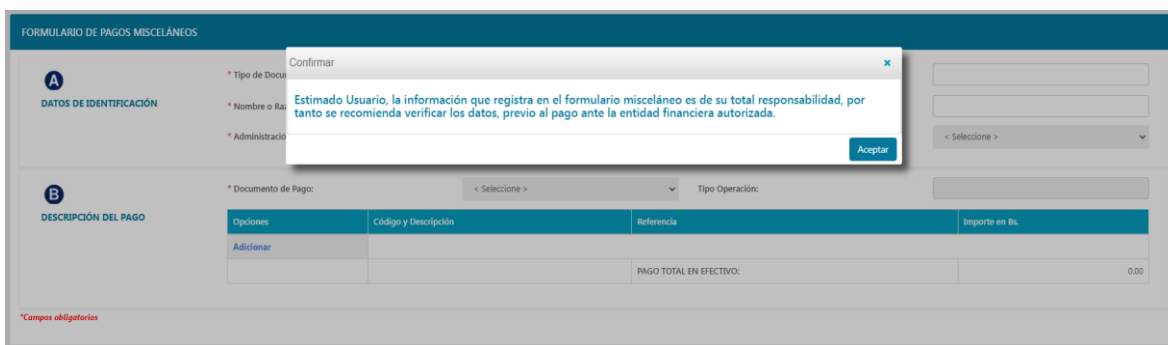 FORMULARIO DE PAGOS MISCELÁNEOS
Confirmar ×
Estimado Usuario, la información que registra en el formulario misceláneo es de su total responsabilidad, por
tanto se recomienda verificar los datos, previo al pago ante la entidad financiera autorizada.
Aceptar
A
DATOS DE IDENTIFICACIÓN
* Tipo de Docu
* Nombre o Ra
* Administració
< Seleccione >
B
DESCRIPCIÓN DEL PAGO
* Documento de Pago: < Seleccione > Tipo Operación:
Opciones Código y Descripción Referencia Importe en Bs.
Adicionar
PAGO TOTAL EN EFECTIVO: 0.00
*Campos obligatorios